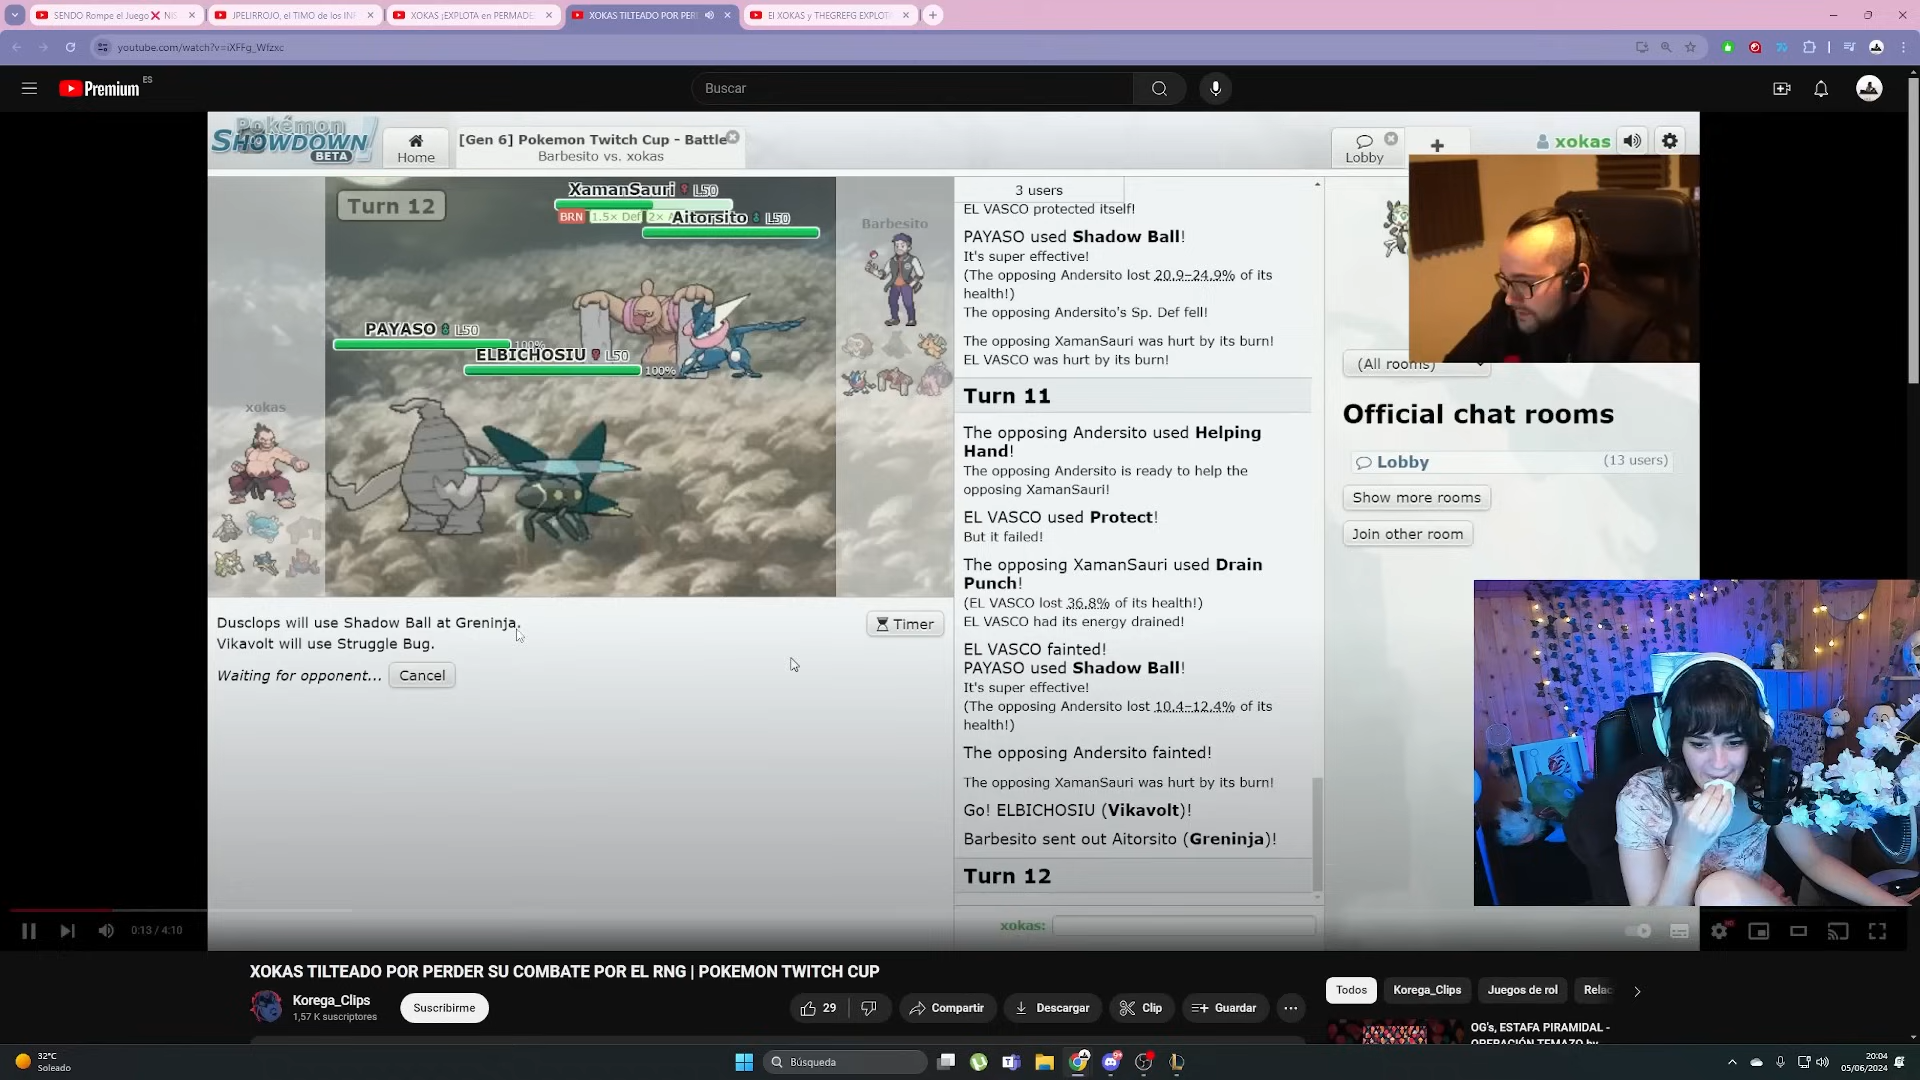 SENDO Rompe el Juego ❌ NIS
JPELIRROJO, el TIMO de los INF
XOKAS ¡EXPLOTA en PERMADE
XOKAS TILTEADO POR PER
El XOKAS y THEGREFG EXPLOT
youtube.com/watch?v=iXFFg_Wfzxc
Premium
ES
Buscar
Pokémon
SHOWDOWN!
BETA
Home
[Gen 6] Pokemon Twitch Cup - Battle
Barbesito vs. xokas
Lobby
xokas
Turn 12
XamanSauri L50
BRN 1.5× Def 2×
Aitorsito L50
Barbesito
PAYASO L50
100%
ELBICHOSIU L50
100%
xokas
3 users
EL VASCO protected itself!
PAYASO used Shadow Ball!
It's super effective!
(The opposing Andersito lost 20.9–24.9% of its
health!)
The opposing Andersito's Sp. Def fell!
The opposing XamanSauri was hurt by its burn!
EL VASCO was hurt by its burn!
Turn 11
The opposing Andersito used Helping
Hand!
The opposing Andersito is ready to help the
opposing XamanSauri!
EL VASCO used Protect!
But it failed!
The opposing XamanSauri used Drain
Punch!
(EL VASCO lost 36.8% of its health!)
EL VASCO had its energy drained!
EL VASCO fainted!
PAYASO used Shadow Ball!
It's super effective!
(The opposing Andersito lost 10.4–12.4% of its
health!)
The opposing Andersito fainted!
The opposing XamanSauri was hurt by its burn!
Go! ELBICHOSIU (Vikavolt)!
Barbesito sent out Aitorsito (Greninja)!
Turn 12
xokas:
(All rooms)
Official chat rooms
Lobby (13 users)
Show more rooms
Join other room
Dusclops will use Shadow Ball at Greninja.
Vikavolt will use Struggle Bug.
Waiting for opponent... Cancel
Timer
0:13 / 4:10
HD
XOKAS TILTEADO POR PERDER SU COMBATE POR EL RNG | POKEMON TWITCH CUP
Korega_Clips
1,57 K suscriptores
Suscribirme
29
Compartir
Descargar
Clip
Guardar
Todos
Korega_Clips
Juegos de rol
Relac
OG's, ESTAFA PIRAMIDAL -
OPERACIÓN TEMAZO by
32°C
Soleado
Búsqueda
20:04
05/06/2024